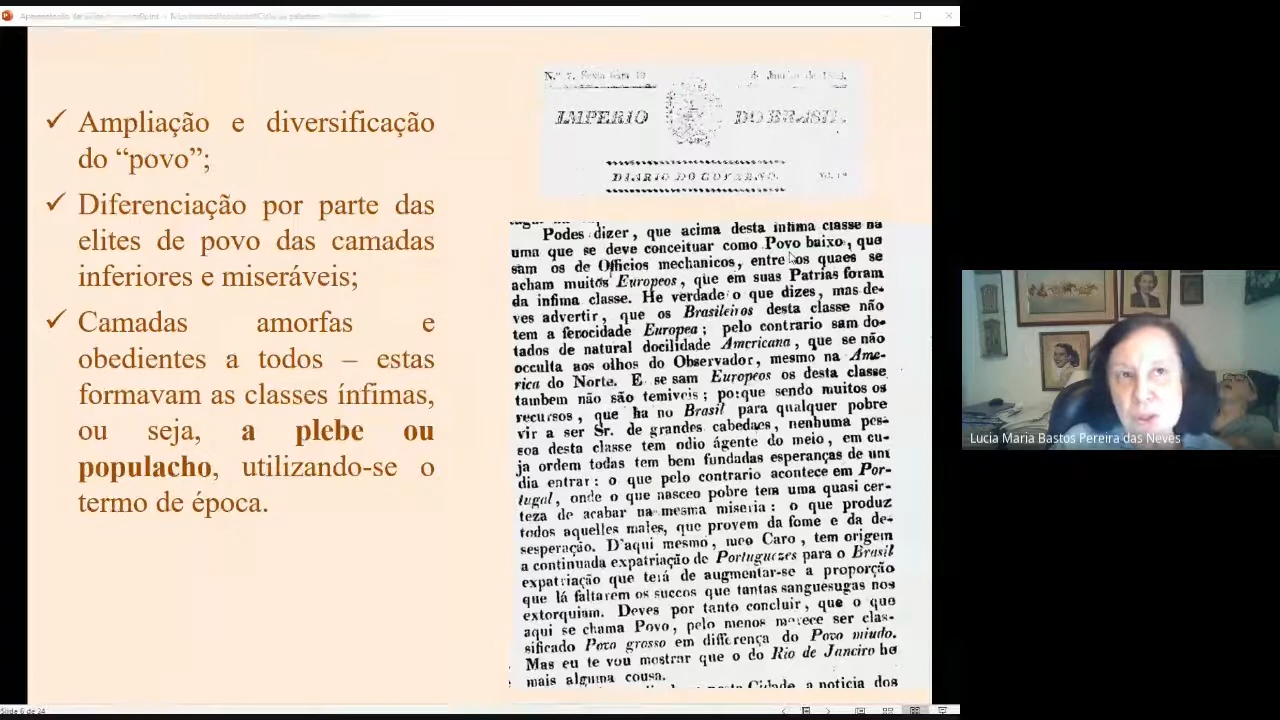 ✓ Ampliação e diversificação
do “povo”;
✓ Diferenciação por parte das
elites de povo das camadas
inferiores e miseráveis;
✓ Camadas amorfas e
obedientes a todos – estas
formavam as classes ínfimas,
ou seja, a plebe ou
populacho, utilizando-se o
termo de época.
N.º 7. Sexta feira
de
IMPERIO DO BRASIL.
DIARIO DO GOVERNO.
Podes dizer, que acima desta infima classe ha
uma que se deve conceituar como Povo baixo, que
sam os de Officios mechanicos, entre os quaes se
acham muitos Europeos, que em suas Patrias foram
da infima classe. He verdade o que dizes, mas de-
ves advertir, que os Brasileiros desta classe não
tem a ferocidade Europea; pelo contrario sam do-
tados de natural docilidade Americana, que se não
occulta aos olhos do Observador, mesmo na Ame-
rica do Norte. E se sam Europeos os desta classe
tambem não são temiveis; porque sendo muitos os
recursos, que ha no Brasil para qualquer pobre
vir a ser Sr. de grandes cabedaes, nenhuma pes-
soa desta classe tem odio ágente do meio, em cu-
ja ordem todas tem bem fundadas esperanças de um
dia entrar: o que pelo contrario acontece em Por-
tugal, onde o que nasceo pobre tem uma quasi cer-
teza de acabar na mesma miseria: o que produz
todos aquelles males, que provem da fome e da de-
sesperação. D'aqui mesmo, meo Caro, tem origem
a continuada expatriação de Portuguezes para o Brasil
expatriação que terá de augmentar-se a proporção
que lá faltarem os succos que tantas sanguesugas nos
extorquiam. Deves por tanto concluir, que o que
aqui se chama Povo, pelo menos merece ser clas-
sificado Povo grosso em differença do Povo miudo.
Mas eu te vou mostrar que o do Rio de Janeiro he
mais alguma cousa.
nesta Cidade, a noticia dos
Lucia Maria Bastos Pereira das Neves
Slide 6 de 24